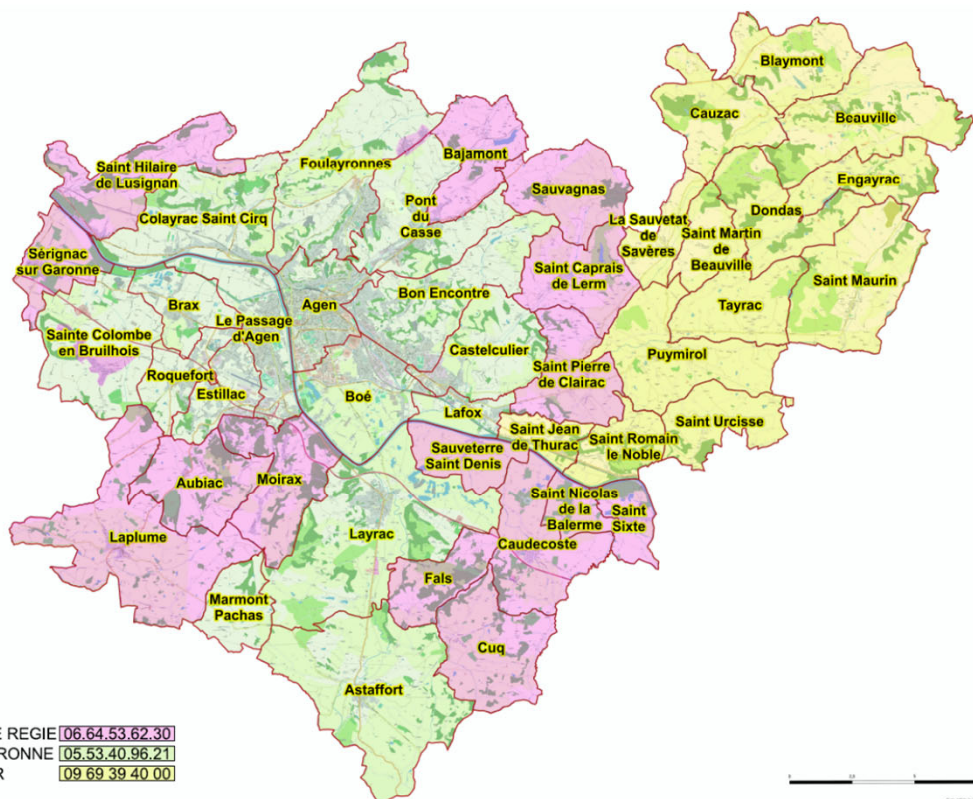 Blaymont
Cauzac
Beauville
Saint Hilaire
de Lusignan
Foulayronnes
Bajamont
Sauvagnas
Engayrac
Colayrac Saint Cirq
Pont
du
Casse
La Sauvetat
de
Savères
Dondas
Saint Martin
de
Beauville
Sérignac
sur Garonne
Saint Caprais
de Lerm
Saint Maurin
Brax
Agen
Bon Encontre
Tayrac
Le Passage
d'Agen
Sainte Colombe
en Bruilhois
Castelculier
Puymirol
Roquefort
Estillac
Boé
Saint Pierre
de Clairac
Lafox
Saint Jean
de Thurac
Saint Urcisse
Saint Romain
le Noble
Sauveterre
Saint Denis
Aubiac
Moirax
Saint Nicolas
de la
Balerme
Saint
Sixte
Laplume
Layrac
Caudecoste
Fals
Marmont
Pachas
Cuq
Astaffort
REGIE 06.64.53.62.30
RONNE 05.53.40.96.21
R 09 69 39 40 00